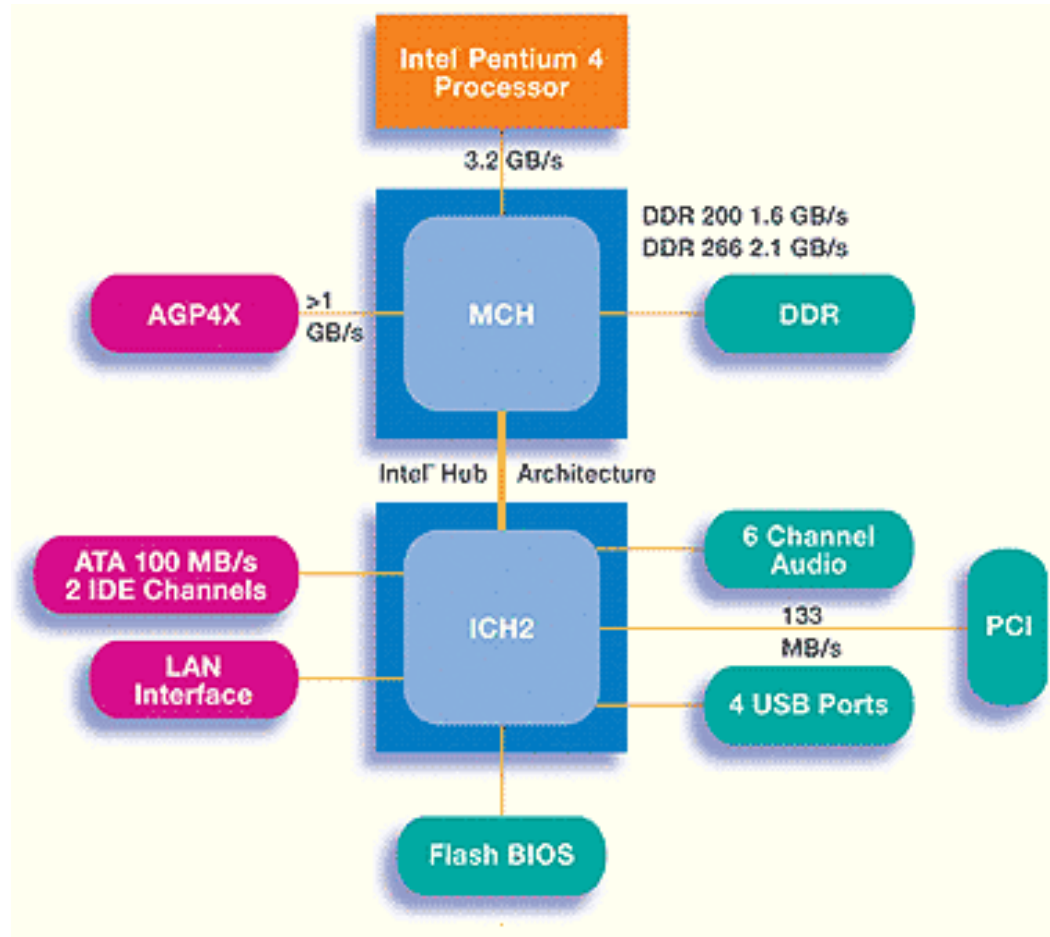 Intel Pentium 4
Processor
3.2 GB/s
DDR 200 1.6 GB/s
DDR 266 2.1 GB/s
AGP4X
>1
GB/s
MCH
DDR
Intel® Hub Architecture
ATA 100 MB/s
2 IDE Channels
6 Channel
Audio
ICH2
133
MB/s
PCI
LAN
Interface
4 USB Ports
Flash BIOS